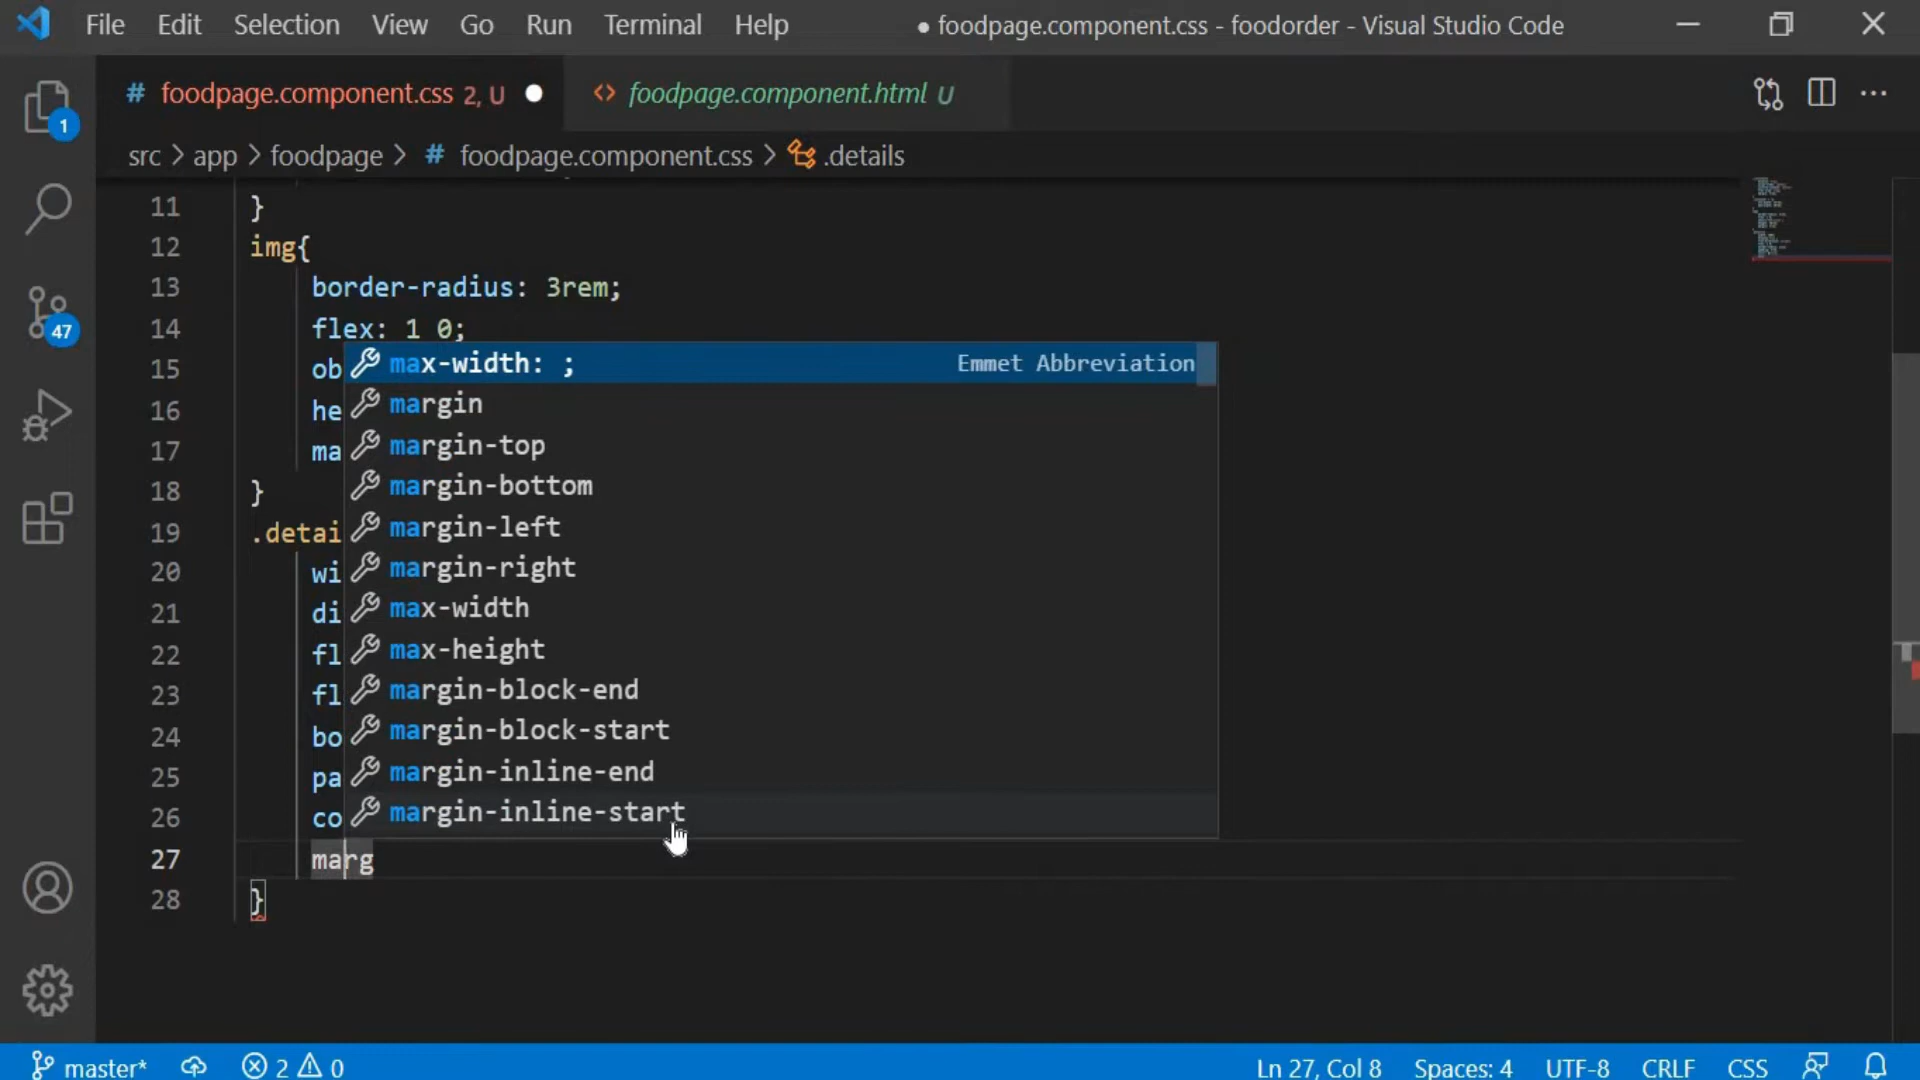 File Edit Selection View Go Run Terminal Help ● foodpage.component.css - foodorder - Visual Studio Code
# foodpage.component.css 2, U foodpage.component.html U
src > app > foodpage > # foodpage.component.css > .details
1
47
11 }
12 img{
13 border-radius: 3rem;
14 flex: 1 0;
15 ob
16 he
17 ma
18 }
19 .detai
20 wi
21 di
22 fl
23 fl
24 bo
25 pa
26 co
27 marg
28 }
max-width: ; Emmet Abbreviation
margin
margin-top
margin-bottom
margin-left
margin-right
max-width
max-height
margin-block-end
margin-block-start
margin-inline-end
margin-inline-start
master* 2 0 Ln 27, Col 8 Spaces: 4 UTF-8 CRLF CSS